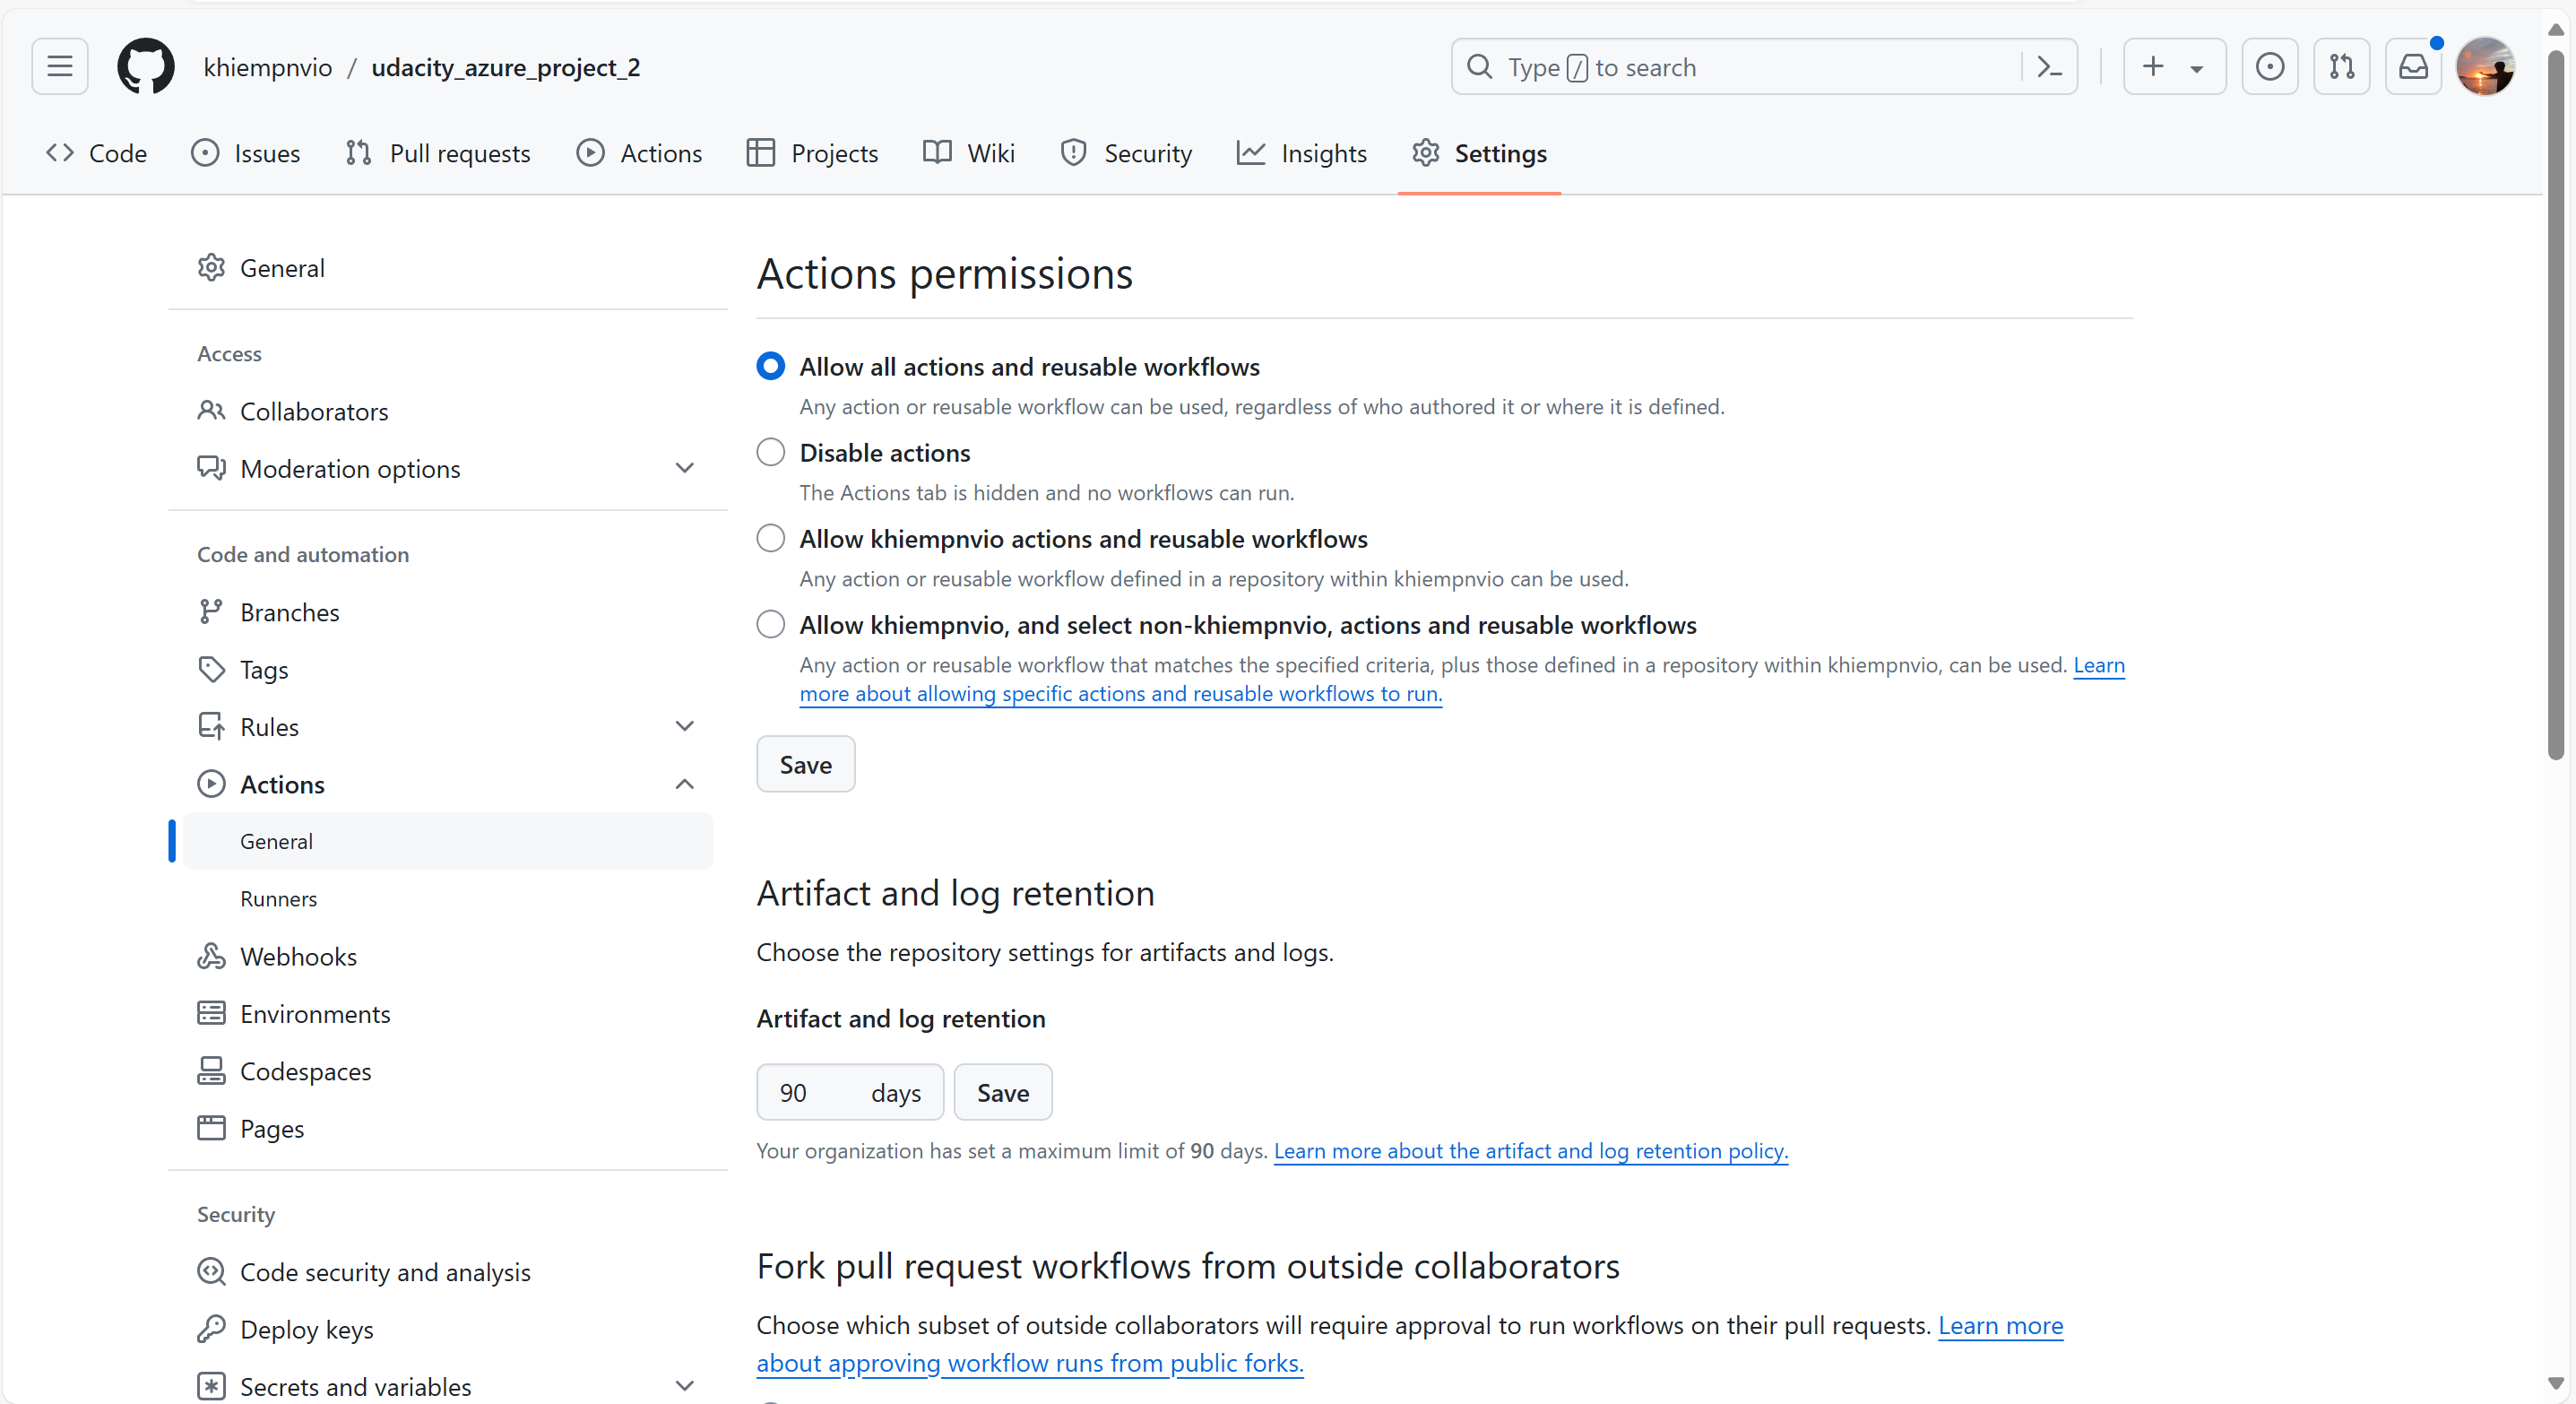 khiempnvio / udacity_azure_project_2
Type / to search
Code
Issues
Pull requests
Actions
Projects
Wiki
Security
Insights
Settings
General
Access
Collaborators
Moderation options
Code and automation
Branches
Tags
Rules
Actions
General
Runners
Webhooks
Environments
Codespaces
Pages
Security
Code security and analysis
Deploy keys
Secrets and variables
Actions permissions
Allow all actions and reusable workflows
Any action or reusable workflow can be used, regardless of who authored it or where it is defined.
Disable actions
The Actions tab is hidden and no workflows can run.
Allow khiempnvio actions and reusable workflows
Any action or reusable workflow defined in a repository within khiempnvio can be used.
Allow khiempnvio, and select non-khiempnvio, actions and reusable workflows
Any action or reusable workflow that matches the specified criteria, plus those defined in a repository within khiempnvio, can be used. Learn
more about allowing specific actions and reusable workflows to run.
Save
Artifact and log retention
Choose the repository settings for artifacts and logs.
Artifact and log retention
90 days Save
Your organization has set a maximum limit of 90 days. Learn more about the artifact and log retention policy.
Fork pull request workflows from outside collaborators
Choose which subset of outside collaborators will require approval to run workflows on their pull requests. Learn more
about approving workflow runs from public forks.